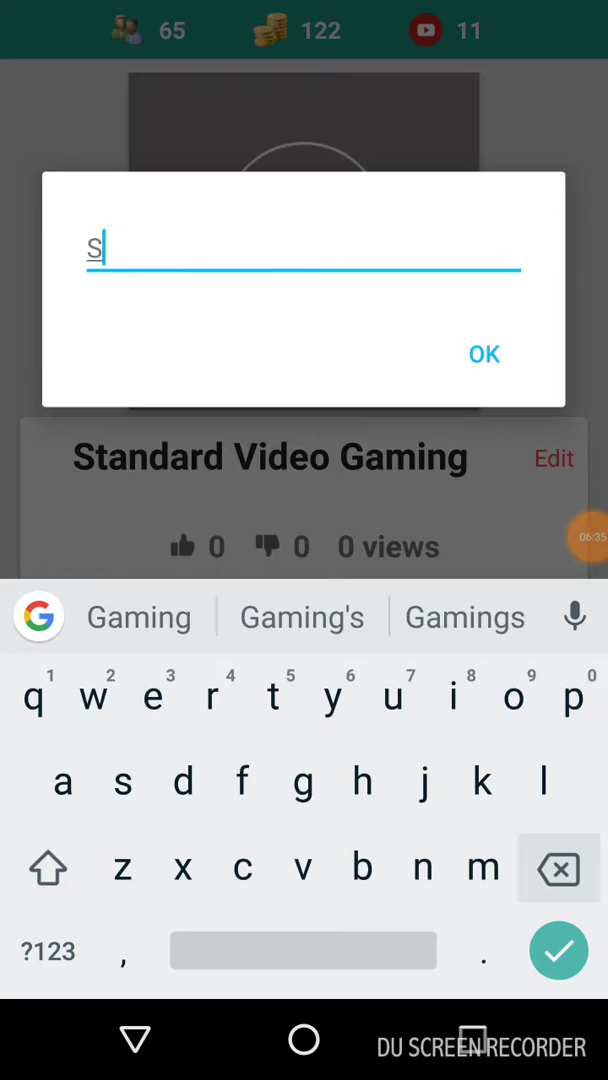 65 122 11
S
OK
Standard Video Gaming Edit
0 0 0 views
06:35
Gaming Gaming's Gamings
1 2 3 4 5 6 7 8 9 0
q w e r t y u i o p
a s d f g h j k l
z x c v b n m
?123 , .
DU SCREEN RECORDER